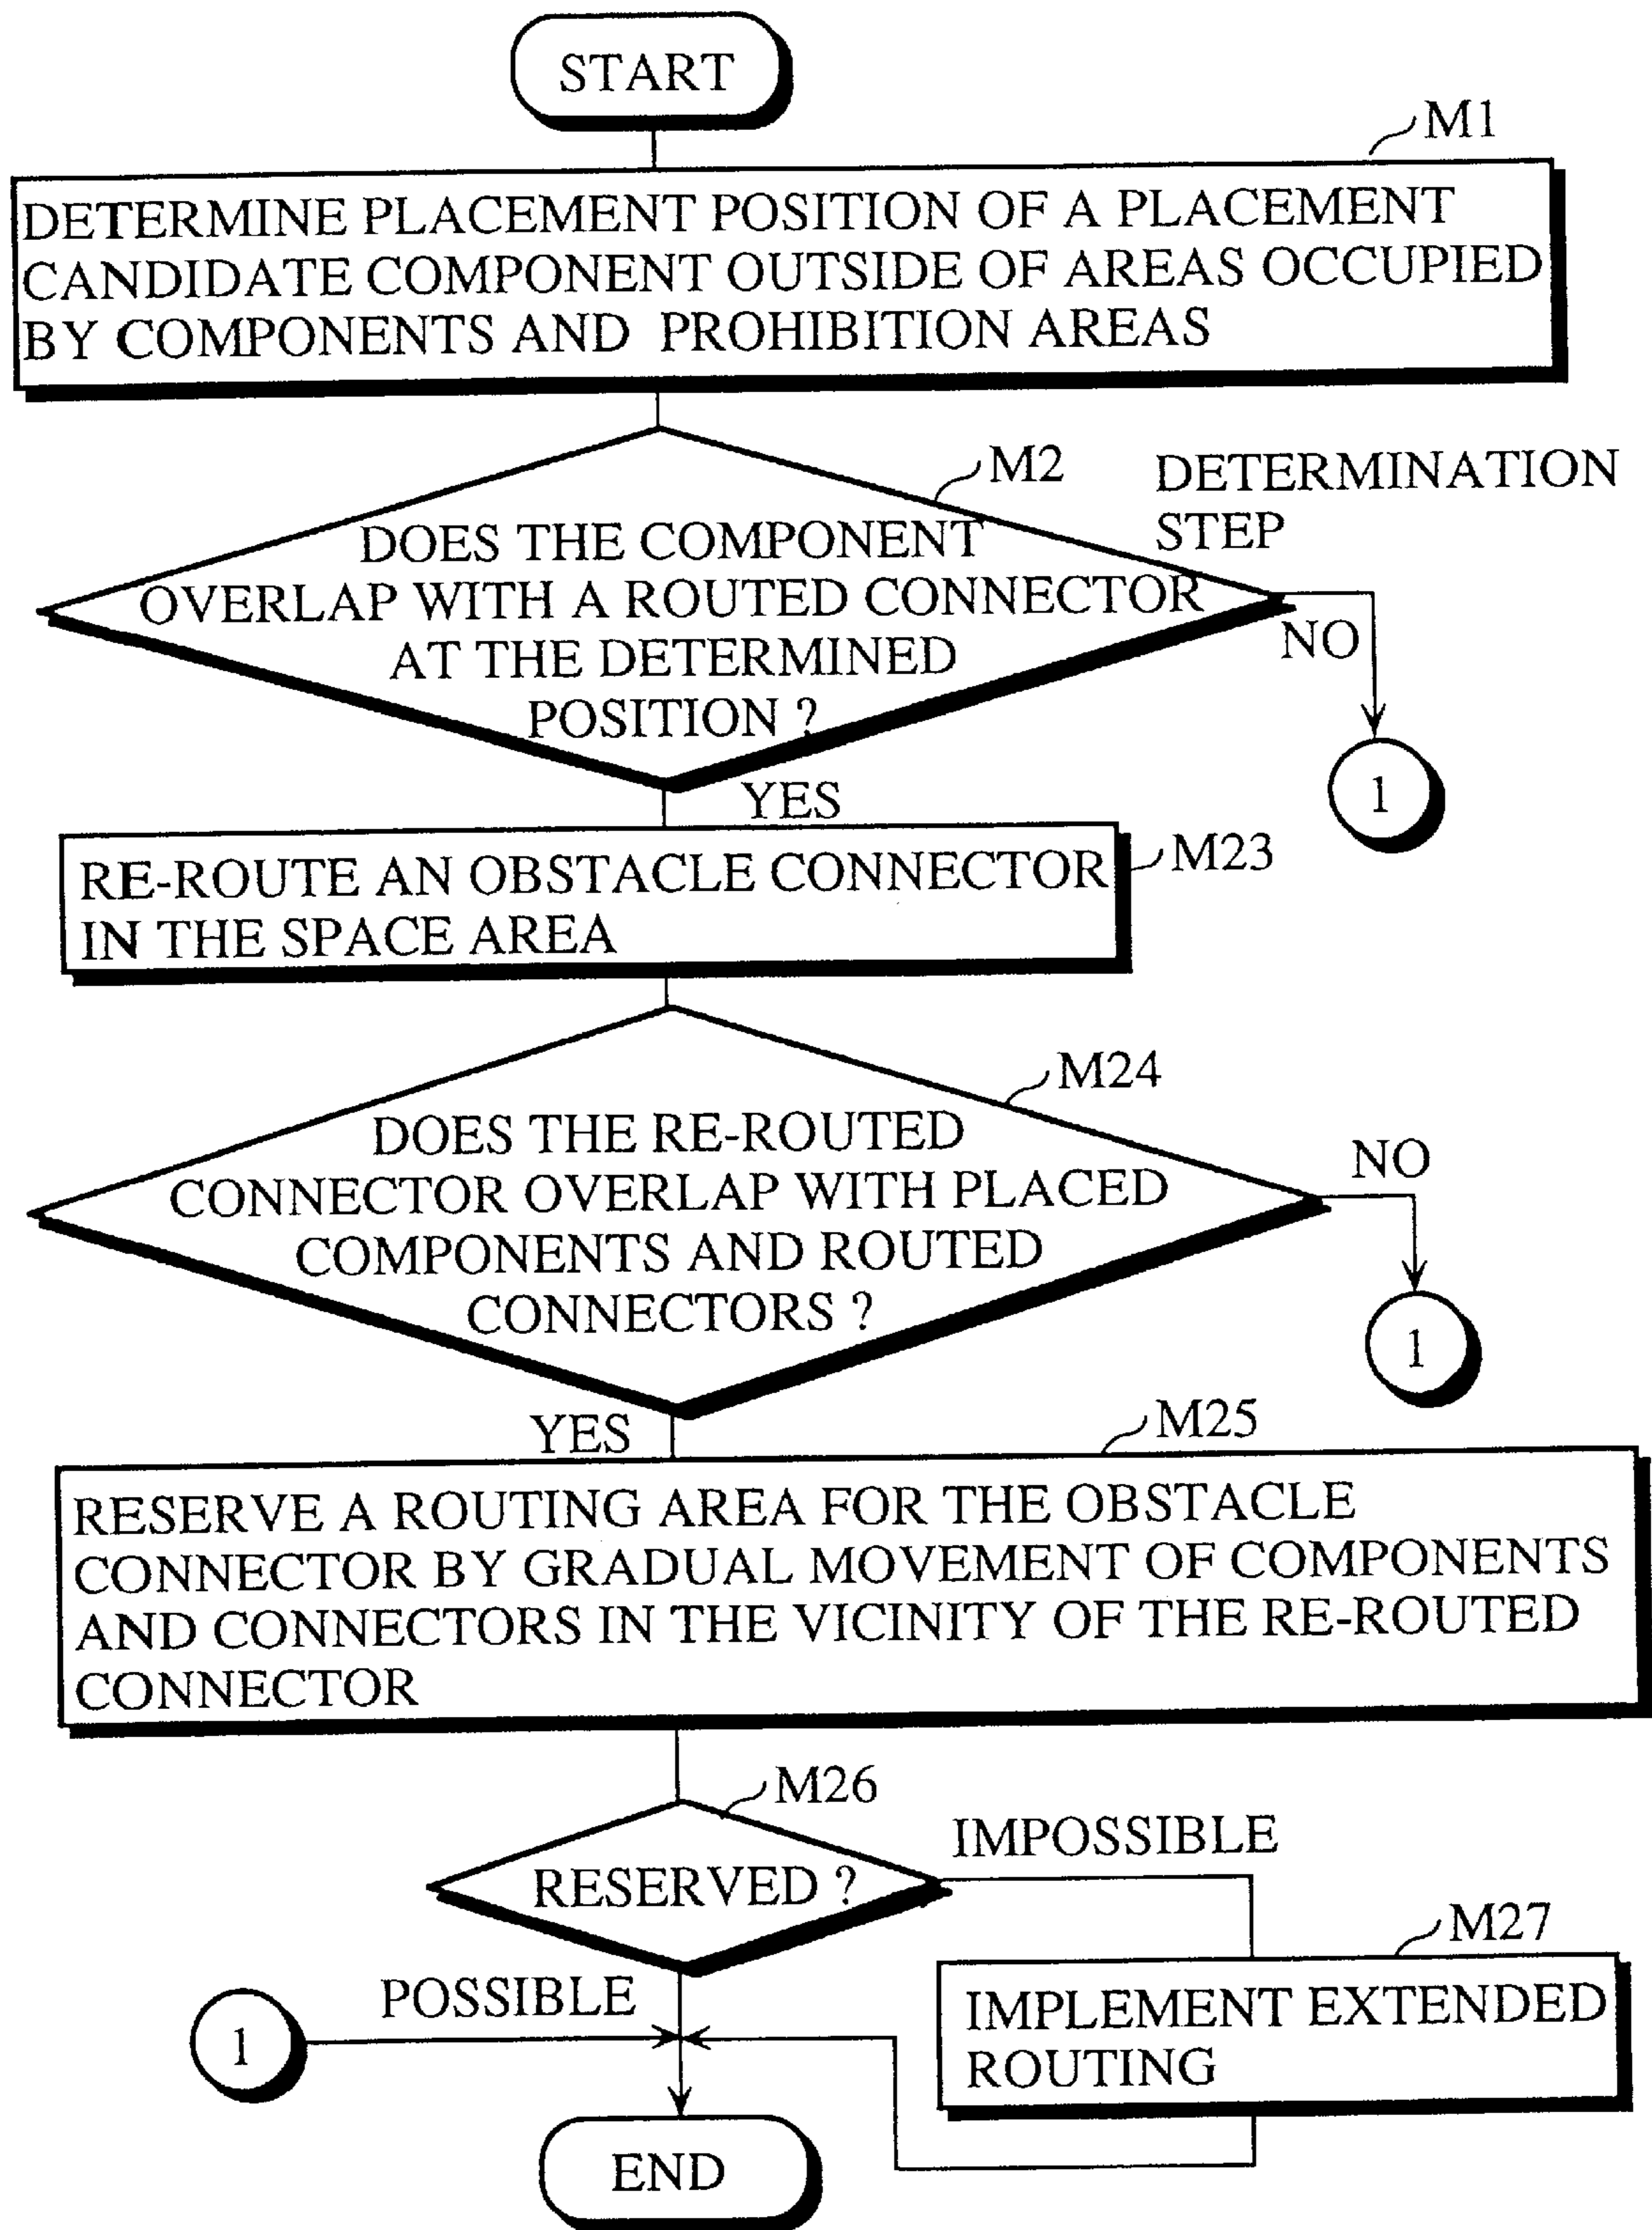 START
M1
DETERMINE PLACEMENT POSITION OF A PLACEMENT
CANDIDATE COMPONENT OUTSIDE OF AREAS OCCUPIED
BY COMPONENTS AND PROHIBITION AREAS
M2
DETERMINATION
STEP
DOES THE COMPONENT
OVERLAP WITH A ROUTED CONNECTOR
AT THE DETERMINED
POSITION ?
NO
1
YES
M23
RE-ROUTE AN OBSTACLE CONNECTOR
IN THE SPACE AREA
M24
DOES THE RE-ROUTED
CONNECTOR OVERLAP WITH PLACED
COMPONENTS AND ROUTED
CONNECTORS ?
NO
1
YES
M25
RESERVE A ROUTING AREA FOR THE OBSTACLE
CONNECTOR BY GRADUAL MOVEMENT OF COMPONENTS
AND CONNECTORS IN THE VICINITY OF THE RE-ROUTED
CONNECTOR
M26
RESERVED ?
IMPOSSIBLE
M27
IMPLEMENT EXTENDED
ROUTING
POSSIBLE
1
END